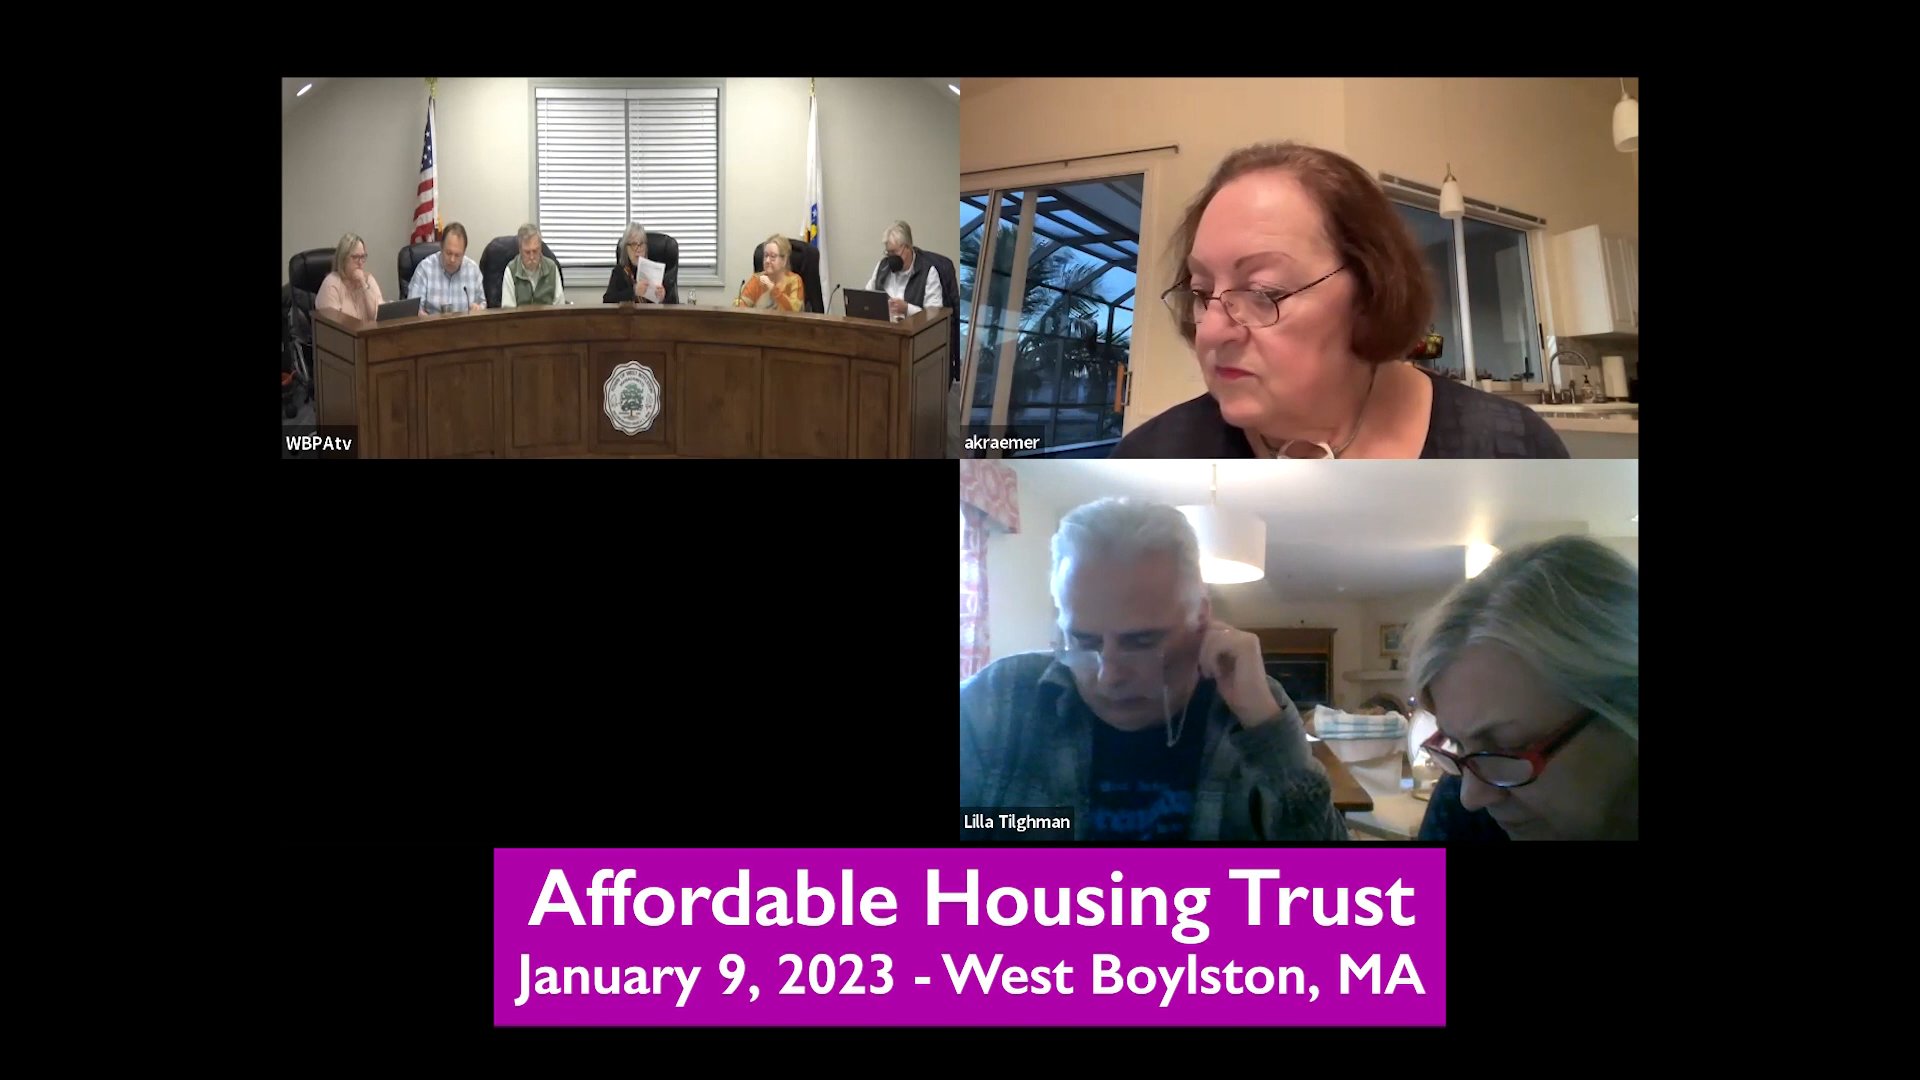 WBPAtv
akraemer
Lilla Tilghman
Affordable Housing Trust
January 9, 2023 - West Boylston, MA